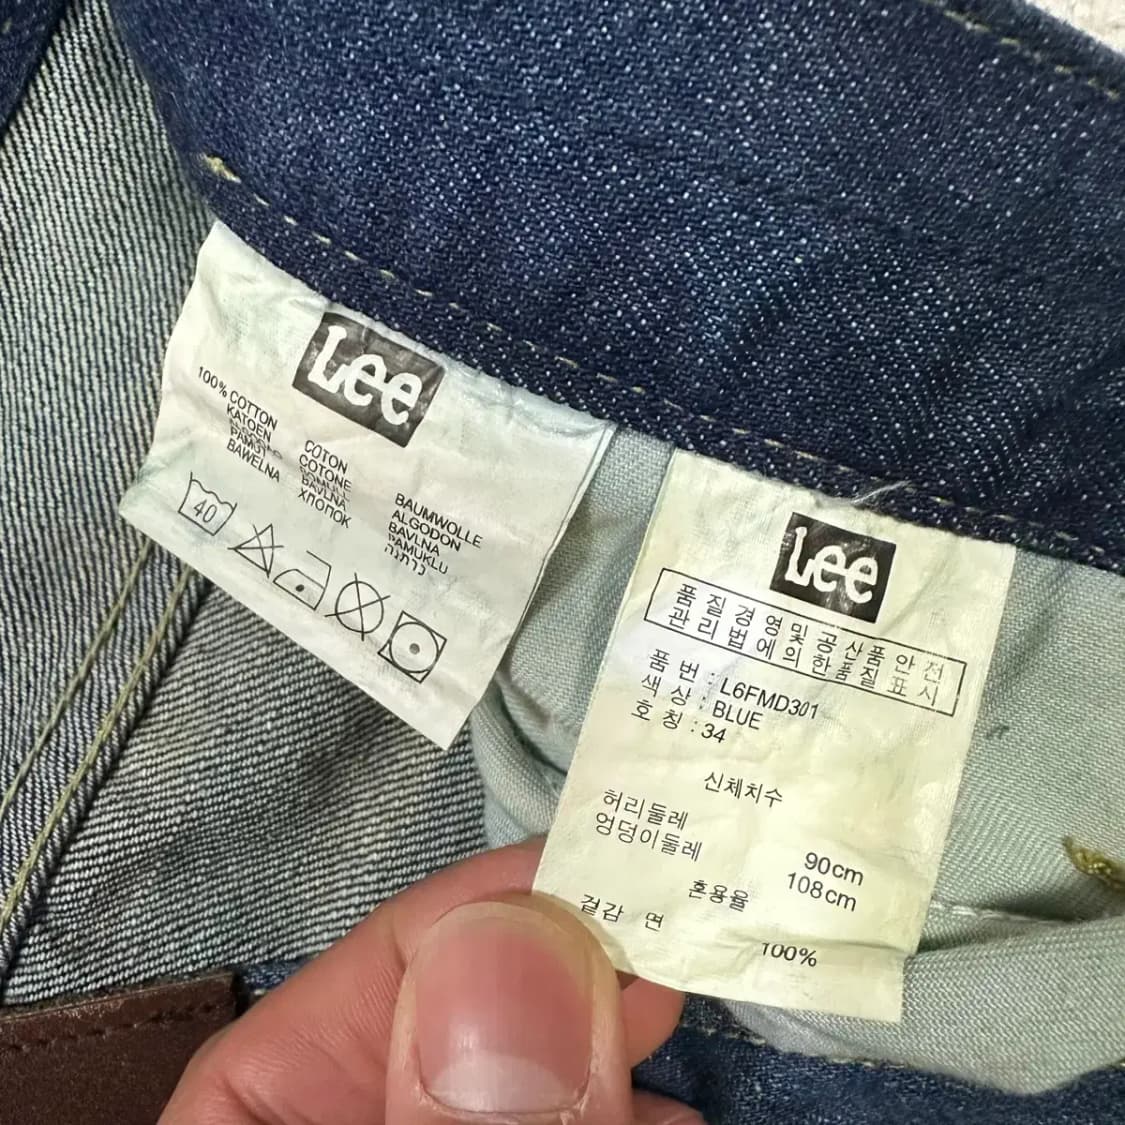 Lee
100% COTTON
KATOEN
BAWEŁNA
COTON
COTONE
BAVLNA
ХЛОПОК
BAUMWOLLE
ALGODON
BAVLNA
PAMUKLU
כותנה
40
Lee
품질경영및공산품안전
관리법에의한품질표시
품 번 : L6FMD301
색 상 : BLUE
호 칭 : 34
신체치수
허리둘레 90cm
엉덩이둘레 108cm
혼용율
겉감 면 100%